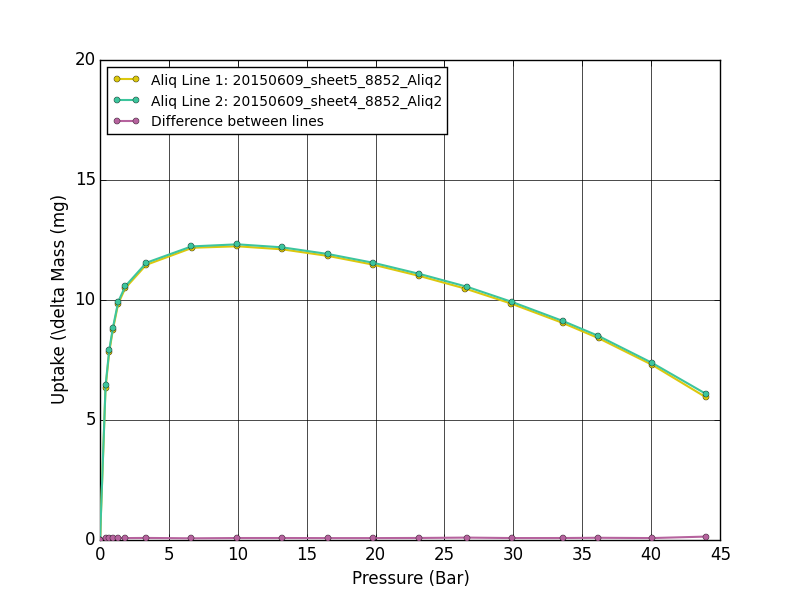 Aliq Line 1: 20150609_sheet5_8852_Aliq2
Aliq Line 2: 20150609_sheet4_8852_Aliq2
Difference between lines
20
15
10
5
0
Uptake (\delta Mass (mg)
0 5 10 15 20 25 30 35 40 45
Pressure (Bar)